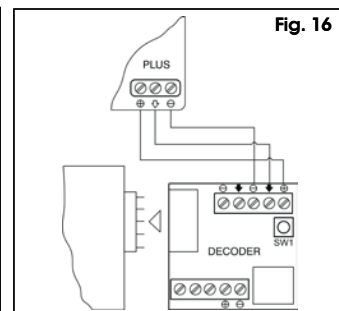 Fig. 16
PLUS
⊕ ⇩ ⊖
⊖ ⬇ ⊖ ⬇ ⊕
SW1
DECODER
⊕ ⊖